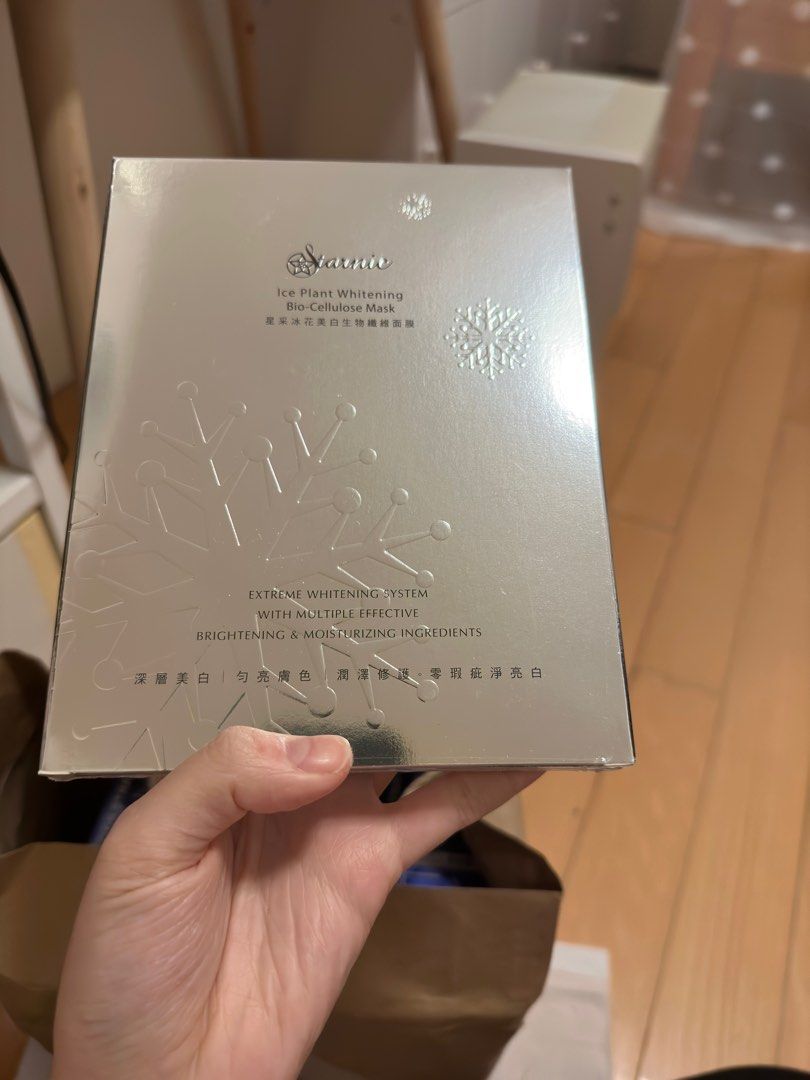 Starnic
Ice Plant Whitening
Bio-Cellulose Mask
星采冰花美白生物纖維面膜
EXTREME WHITENING SYSTEM
WITH MULTIPLE EFFECTIVE
BRIGHTENING & MOISTURIZING INGREDIENTS
深層美白｜勻亮膚色｜潤澤修護。零瑕疵淨亮白